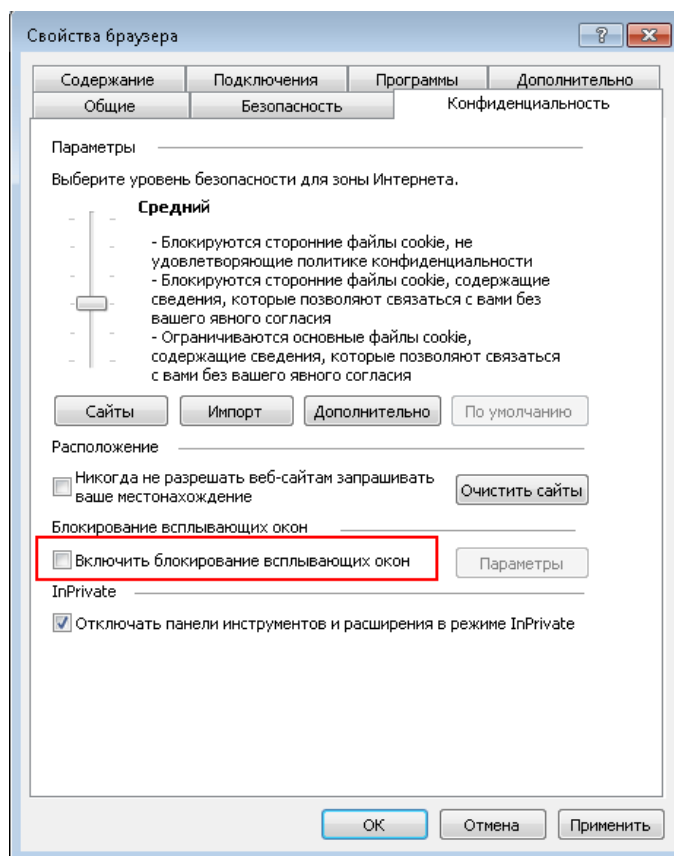 Свойства браузера
Содержание Подключения Программы Дополнительно
Общие Безопасность Конфиденциальность
Параметры
Выберите уровень безопасности для зоны Интернета.
Средний
- Блокируются сторонние файлы cookie, не
удовлетворяющие политике конфиденциальности
- Блокируются сторонние файлы cookie, содержащие
сведения, которые позволяют связаться с вами без
вашего явного согласия
- Ограничиваются основные файлы cookie,
содержащие сведения, которые позволяют связаться
с вами без вашего явного согласия
Сайты Импорт Дополнительно По умолчанию
Расположение
Никогда не разрешать веб-сайтам запрашивать
ваше местонахождение
Очистить сайты
Блокирование всплывающих окон
Включить блокирование всплывающих окон Параметры
InPrivate
Отключать панели инструментов и расширения в режиме InPrivate
ОК Отмена Применить